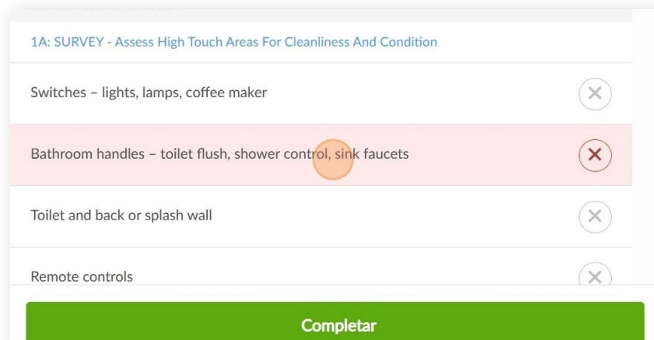 1A: SURVEY - Assess High Touch Areas For Cleanliness And Condition
Switches – lights, lamps, coffee maker
Bathroom handles – toilet flush, shower control, sink faucets
Toilet and back or splash wall
Remote controls
Completar